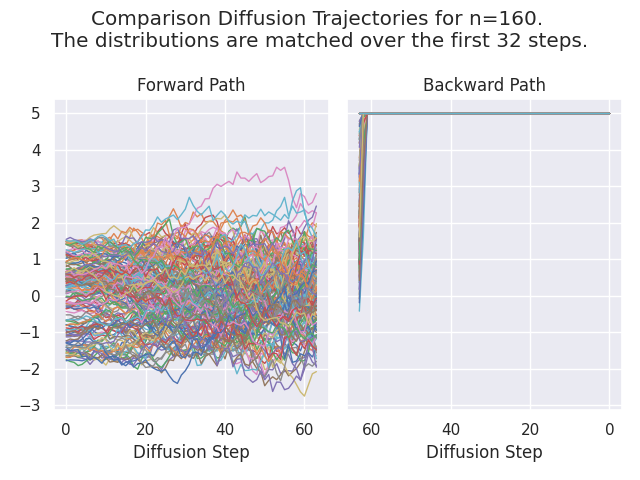 Comparison Diffusion Trajectories for n=160.
The distributions are matched over the first 32 steps.
Forward Path
Backward Path
5
4
3
2
1
0
−1
−2
−3
0
20
40
60
60
40
20
0
Diffusion Step
Diffusion Step